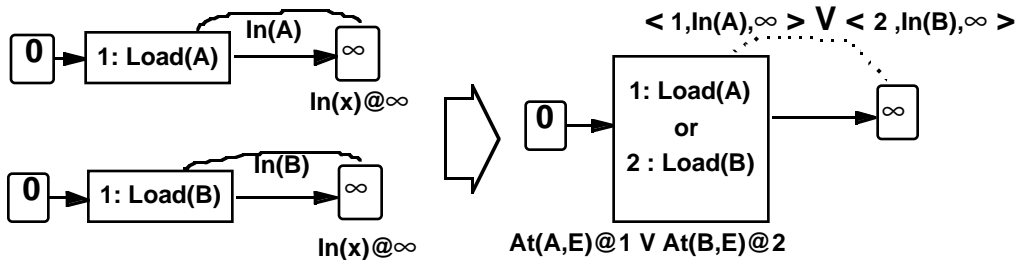 In(A)
0
1: Load(A)
∞
In(x)@∞
In(B)
0
1: Load(B)
∞
In(x)@∞
< 1,In(A),∞ > V < 2 ,In(B),∞ >
0
1: Load(A)
or
2 : Load(B)
∞
At(A,E)@1 V At(B,E)@2